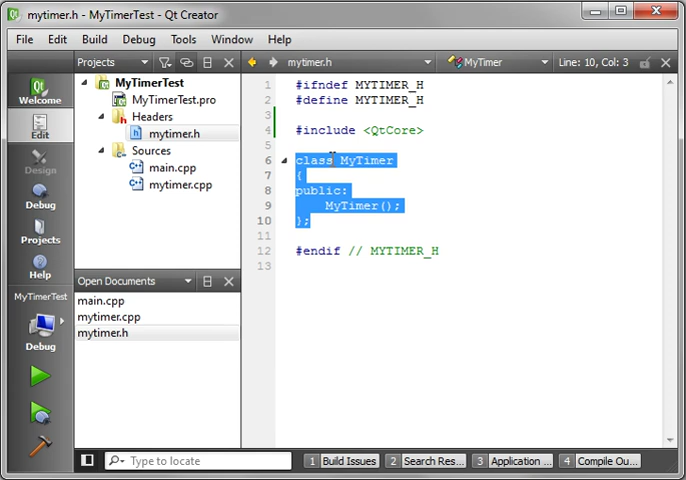 mytimer.h - MyTimerTest - Qt Creator
File Edit Build Debug Tools Window Help
Projects mytimer.h MyTimer Line: 10, Col: 3
Welcome
Edit
Design
Debug
Projects
Help
MyTimerTest
Debug
MyTimerTest
MyTimerTest.pro
Headers
mytimer.h
Sources
main.cpp
mytimer.cpp
Open Documents
main.cpp
mytimer.cpp
mytimer.h
1 #ifndef MYTIMER_H
2 #define MYTIMER_H
3
4 #include <QtCore>
5
6 class MyTimer
7 {
8 public:
9 MyTimer();
10 };
11
12 #endif // MYTIMER_H
13
Type to locate 1 Build Issues 2 Search Res... 3 Application ... 4 Compile Ou...